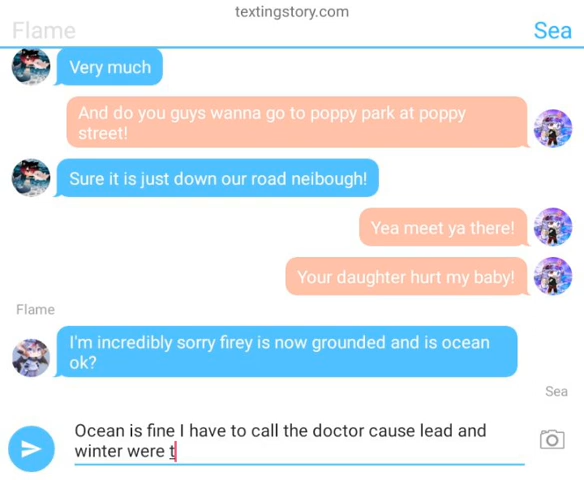 textingstory.com
Flame
Sea
Very much
And do you guys wanna go to poppy park at poppy
street!
Sure it is just down our road neibough!
Yea meet ya there!
Your daughter hurt my baby!
Flame
I'm incredibly sorry firey is now grounded and is ocean
ok?
Sea
Ocean is fine I have to call the doctor cause lead and
winter were t